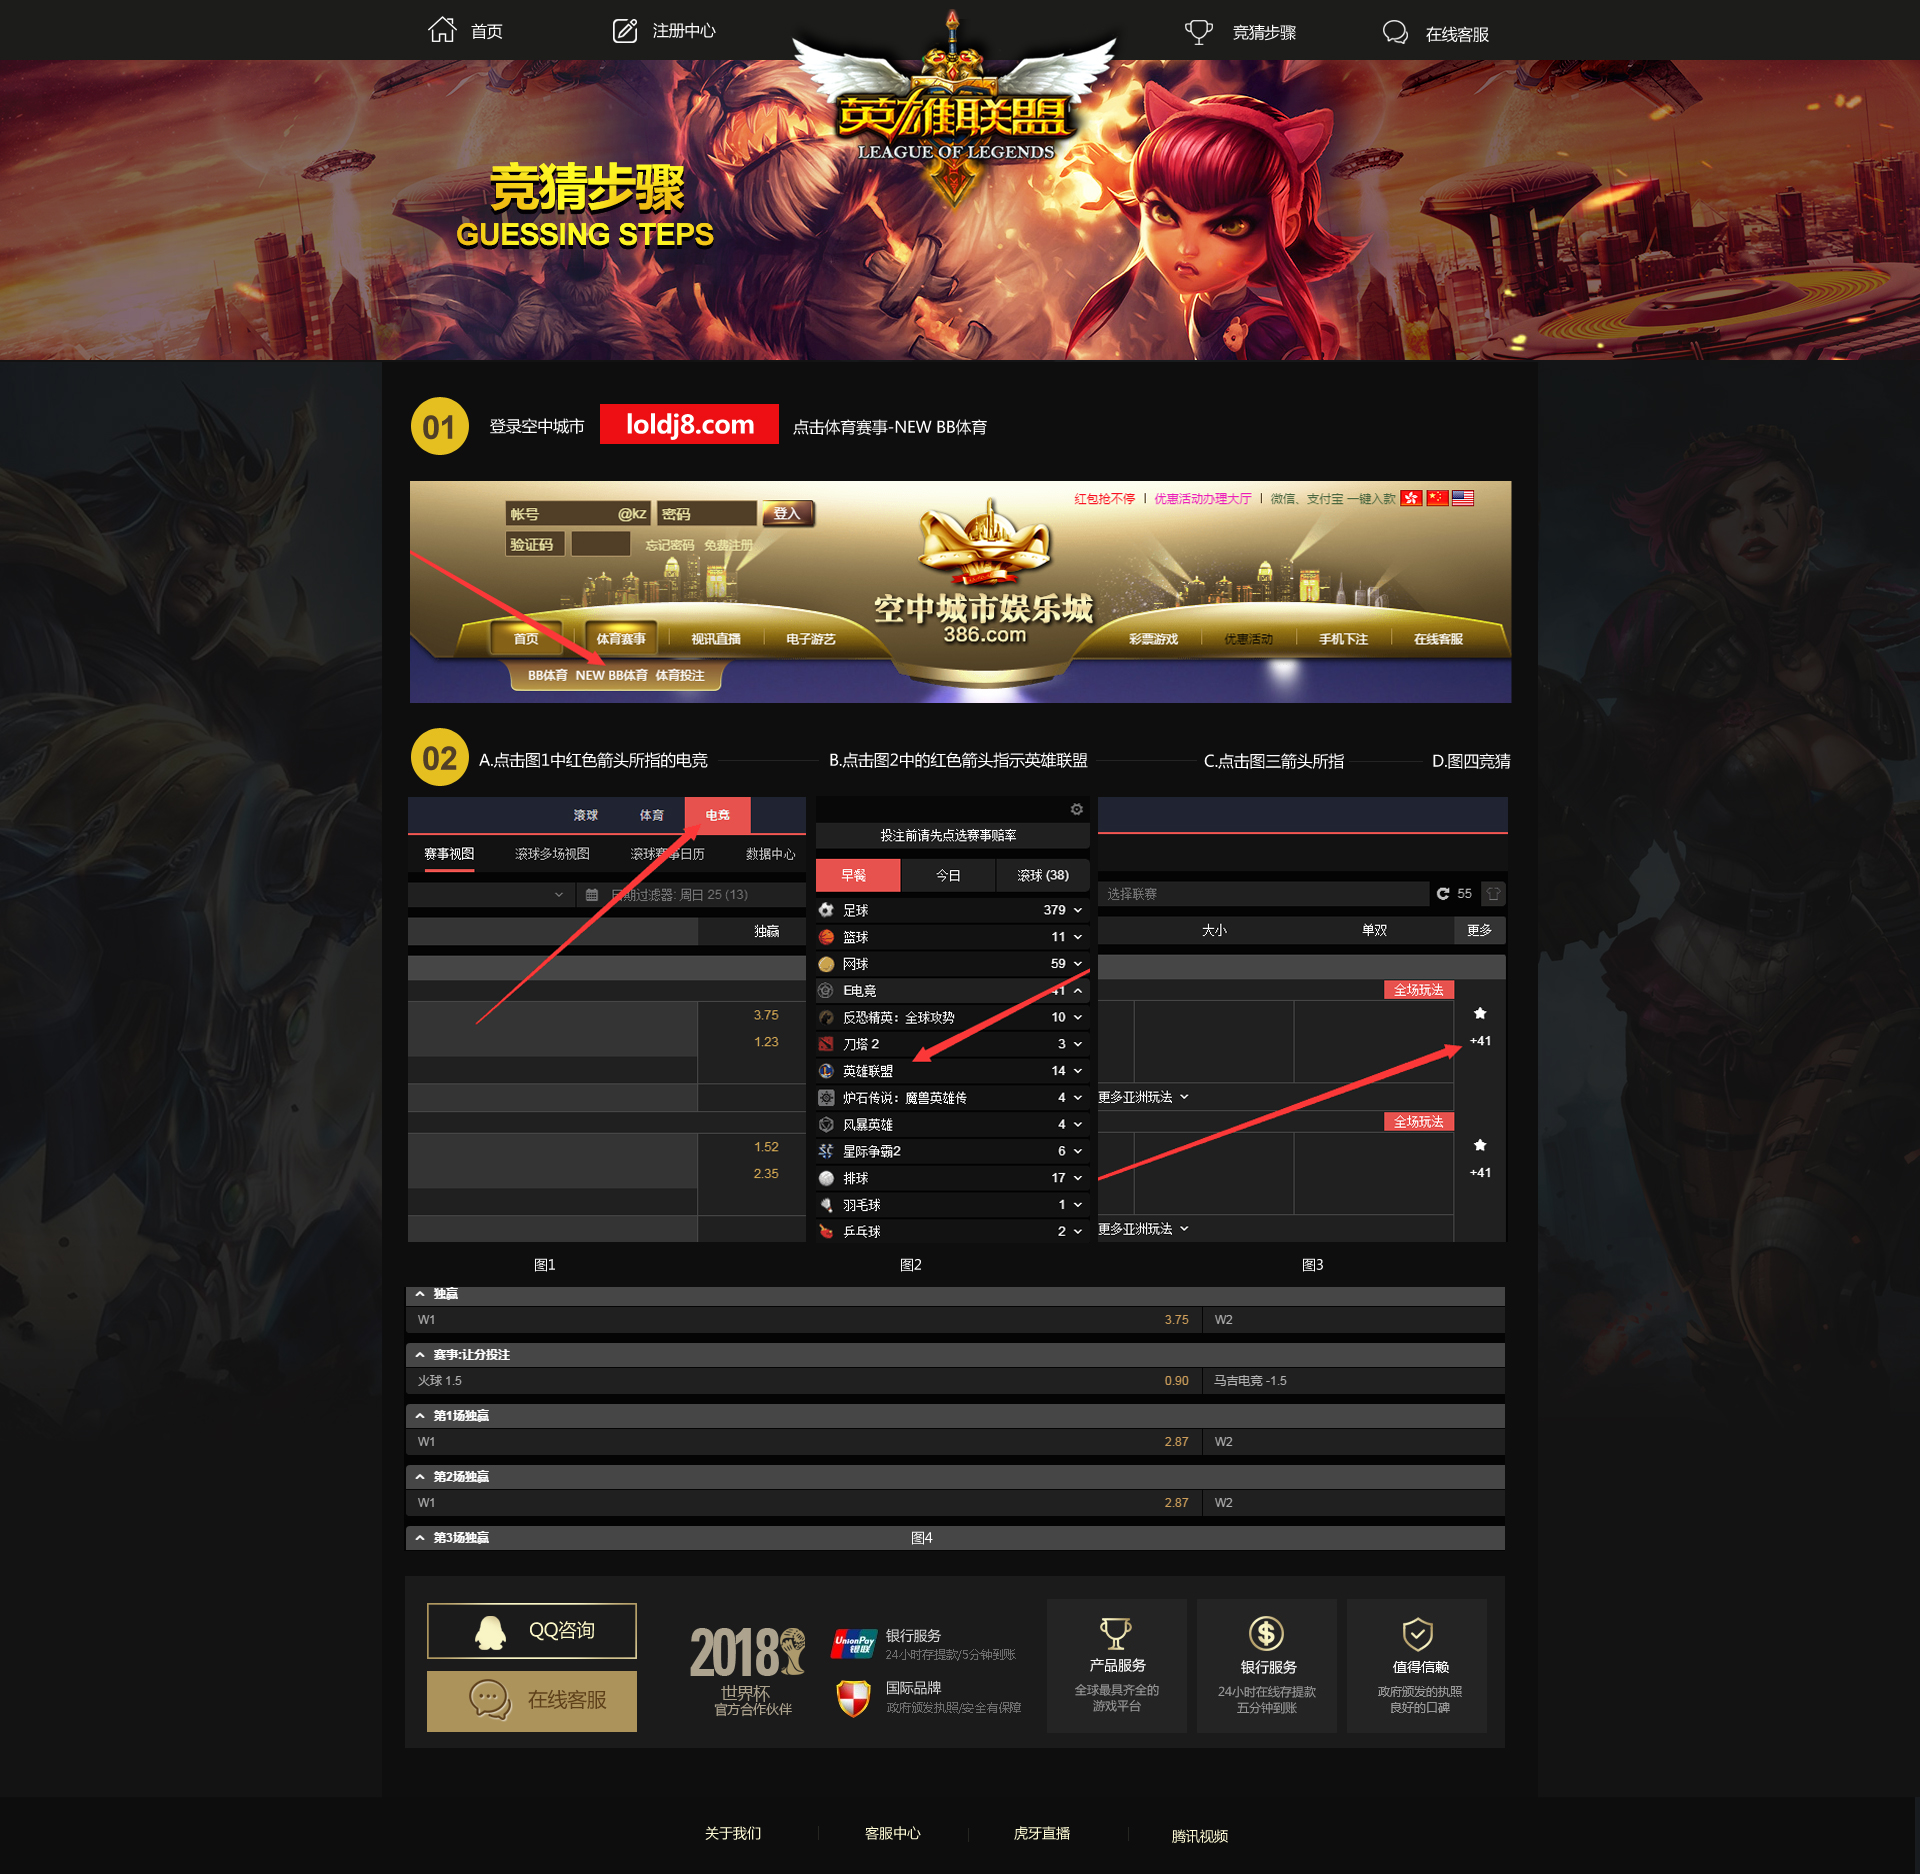 首页
注册中心
竞猜步骤
在线客服
英雄联盟
LEAGUE OF LEGENDS
竞猜步骤
GUESSING STEPS
01
登录空中城市
loldj8.com
点击体育赛事-NEW BB体育
帐号 @kz 密码 登入
验证码 忘记密码 免费注册
红包抢不停 | 优惠活动办理大厅 | 微信、支付宝 一键入款
空中城市娱乐城
386.com
首页 体育赛事 视讯直播 电子游艺
彩票游戏 优惠活动 手机下注 在线客服
BB体育 NEW BB体育 体育投注
02
A.点击图1中红色箭头所指的电竞
B.点击图2中的红色箭头指示英雄联盟
C.点击图三箭头所指
D.图四竞猜
滚球 体育 电竞
赛事视图 滚球多场视图 滚球赛事日历 数据中心
日期过滤器: 周日 25 (13)
独赢
3.75
1.23
1.52
2.35
投注前请先点选赛事赔率
早餐 今日 滚球 (38)
足球 379
篮球 11
网球 59
E电竞 41
反恐精英：全球攻势 10
刀塔 2 3
英雄联盟 14
炉石传说：魔兽英雄传 4
风暴英雄 4
星际争霸2 6
排球 17
羽毛球 1
乒乓球 2
选择联赛 55
大小 单双 更多
全场玩法
+41
更多亚洲玩法
全场玩法
+41
更多亚洲玩法
图1
图2
图3
独赢
W1 3.75 W2
赛事:让分投注
火球 1.5 0.90 马吉电竞 -1.5
第1场独赢
W1 2.87 W2
第2场独赢
W1 2.87 W2
第3场独赢
图4
QQ咨询
在线客服
2018
世界杯
官方合作伙伴
UnionPay
银联
银行服务
24小时存提款/5分钟到账
国际品牌
政府颁发执照/安全有保障
产品服务
全球最具齐全的
游戏平台
银行服务
24小时在线存提款
五分钟到账
值得信赖
政府颁发的执照
良好的口碑
关于我们
客服中心
虎牙直播
腾讯视频